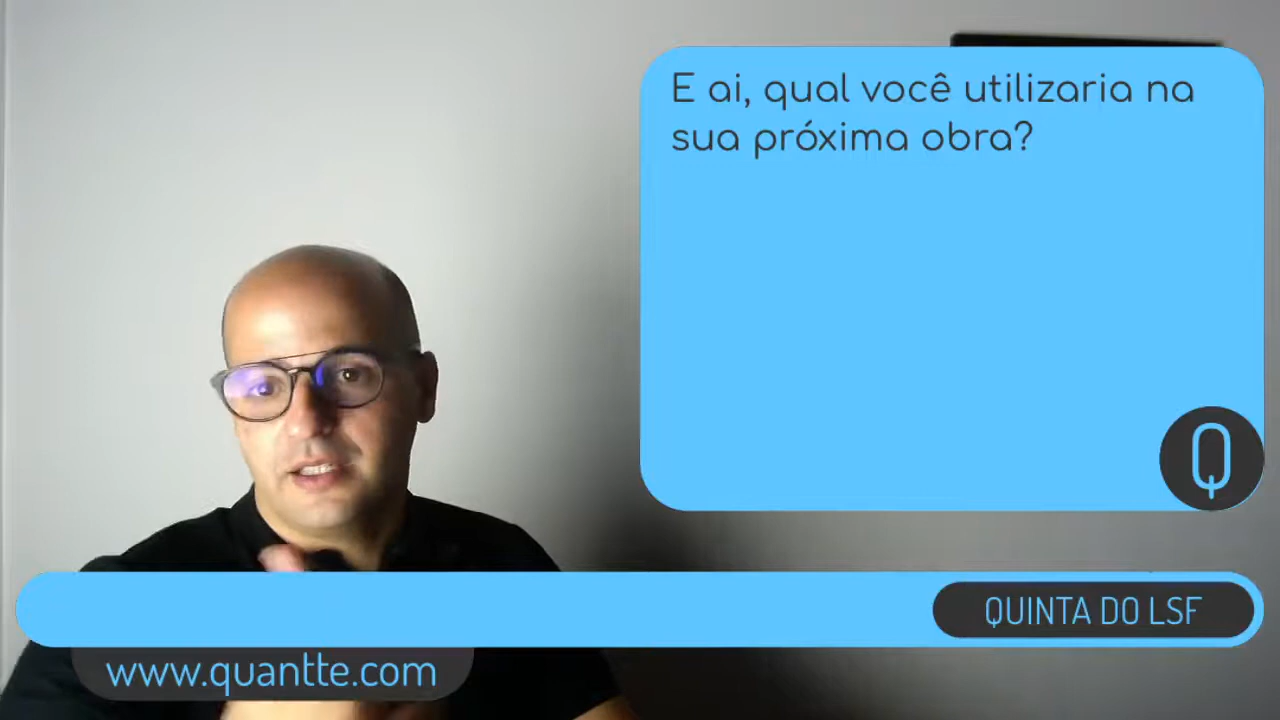 E ai, qual você utilizaria na
sua próxima obra?
Q
QUINTA DO LSF
www.quantte.com